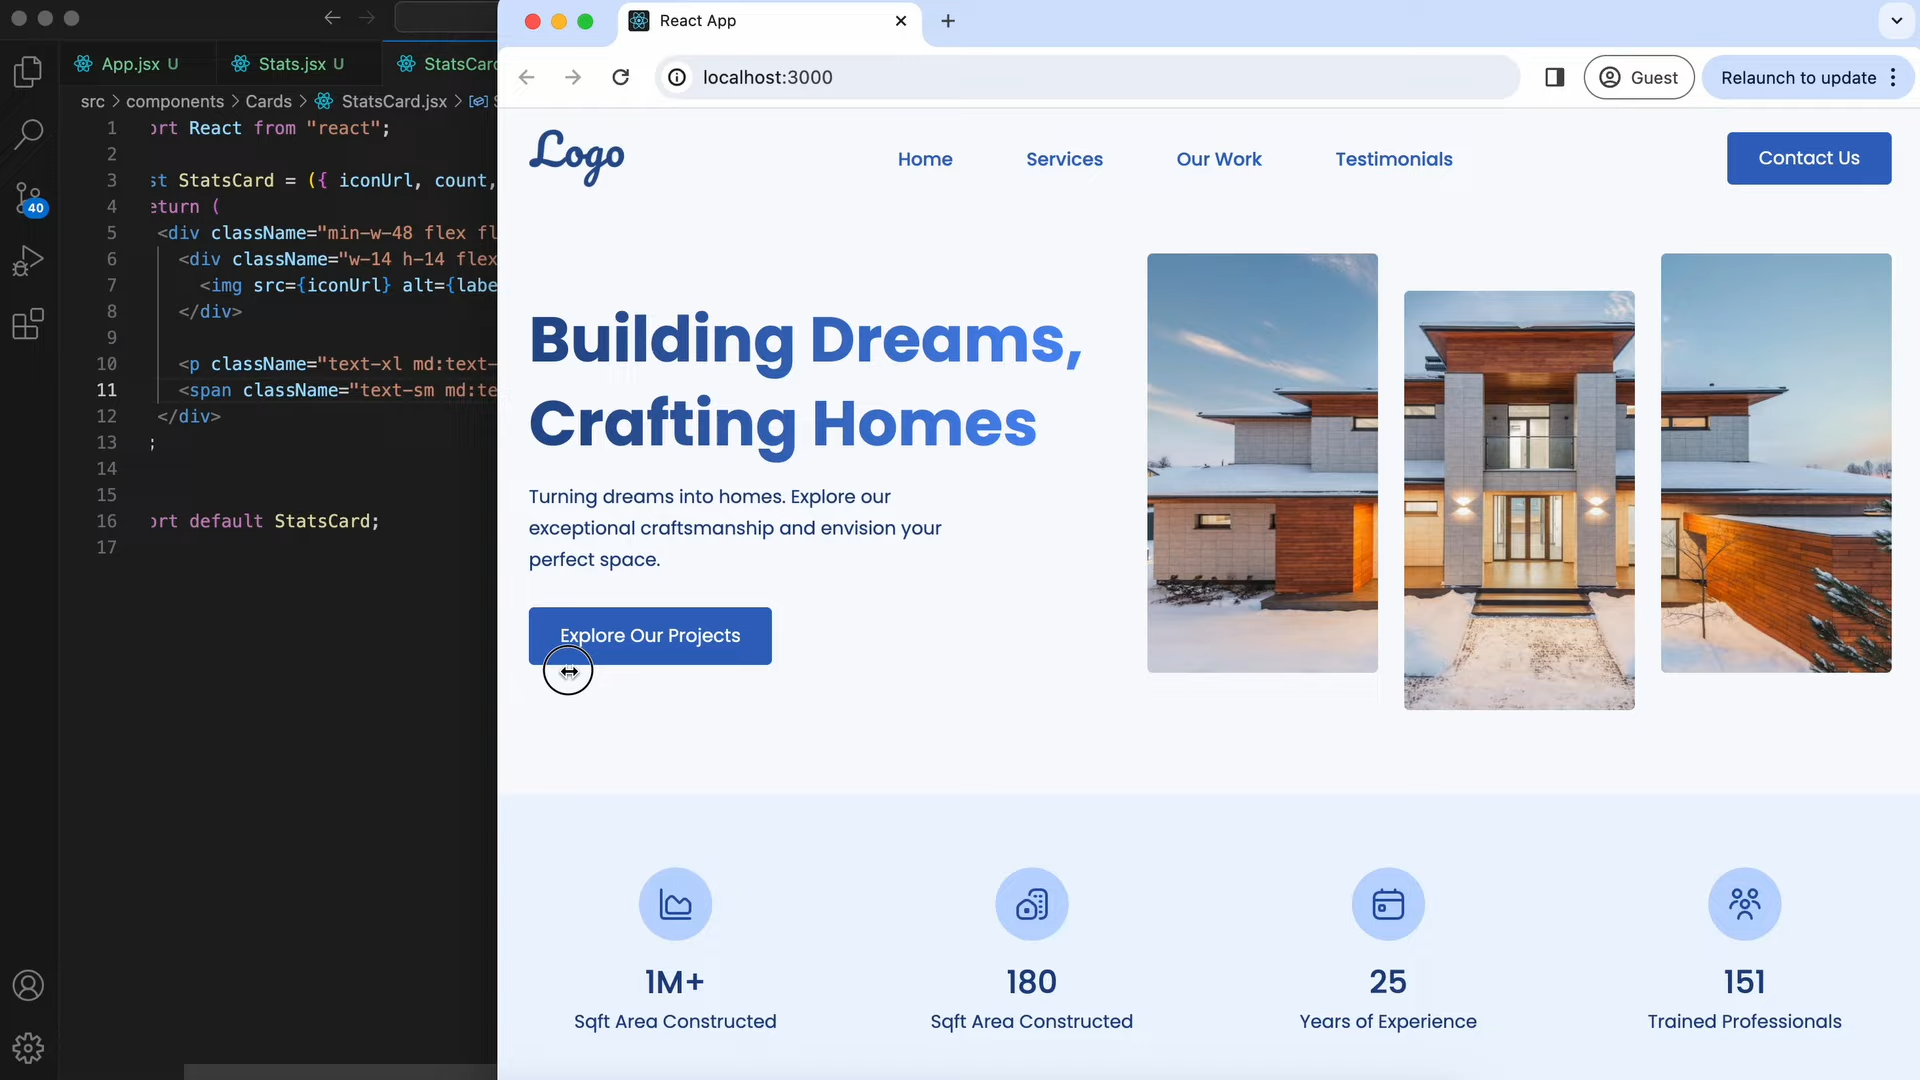 App.jsx U
Stats.jsx U
StatsCard
src > components > Cards > StatsCard.jsx >
1 ort React from "react";
2
3 st StatsCard = ({ iconUrl, count,
4 eturn (
5 <div className="min-w-48 flex fl
6 <div className="w-14 h-14 flex
7 <img src={iconUrl} alt={labe
8 </div>
9
10 <p className="text-xl md:text-
11 <span className="text-sm md:te
12 </div>
13 ;
14
15
16 ort default StatsCard;
17
40
React App
localhost:3000
Guest
Relaunch to update
Logo
Home
Services
Our Work
Testimonials
Contact Us
Building Dreams,
Crafting Homes
Turning dreams into homes. Explore our
exceptional craftsmanship and envision your
perfect space.
Explore Our Projects
1M+
Sqft Area Constructed
180
Sqft Area Constructed
25
Years of Experience
151
Trained Professionals